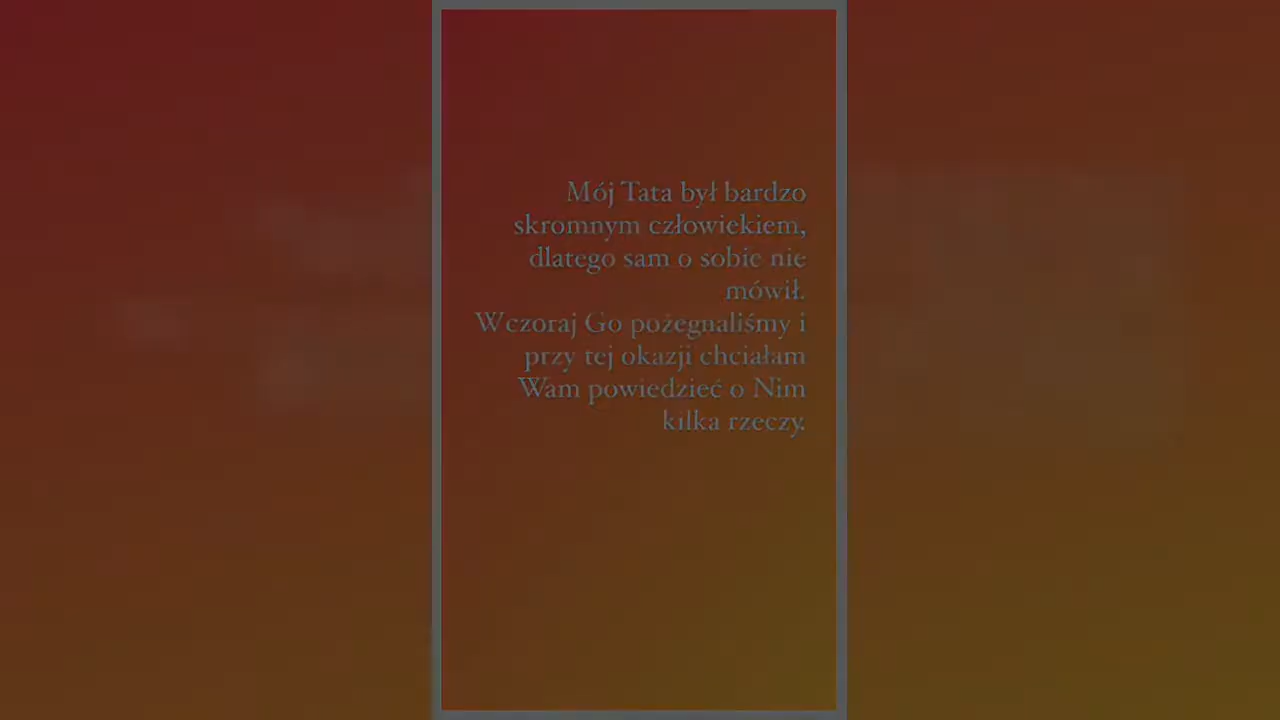 Mój Tata był bardzo
skromnym człowiekiem,
dlatego sam o sobie nie
mówił.
Wczoraj Go pożegnaliśmy i
przy tej okazji chciałam
Wam powiedzieć o Nim
kilka rzeczy.